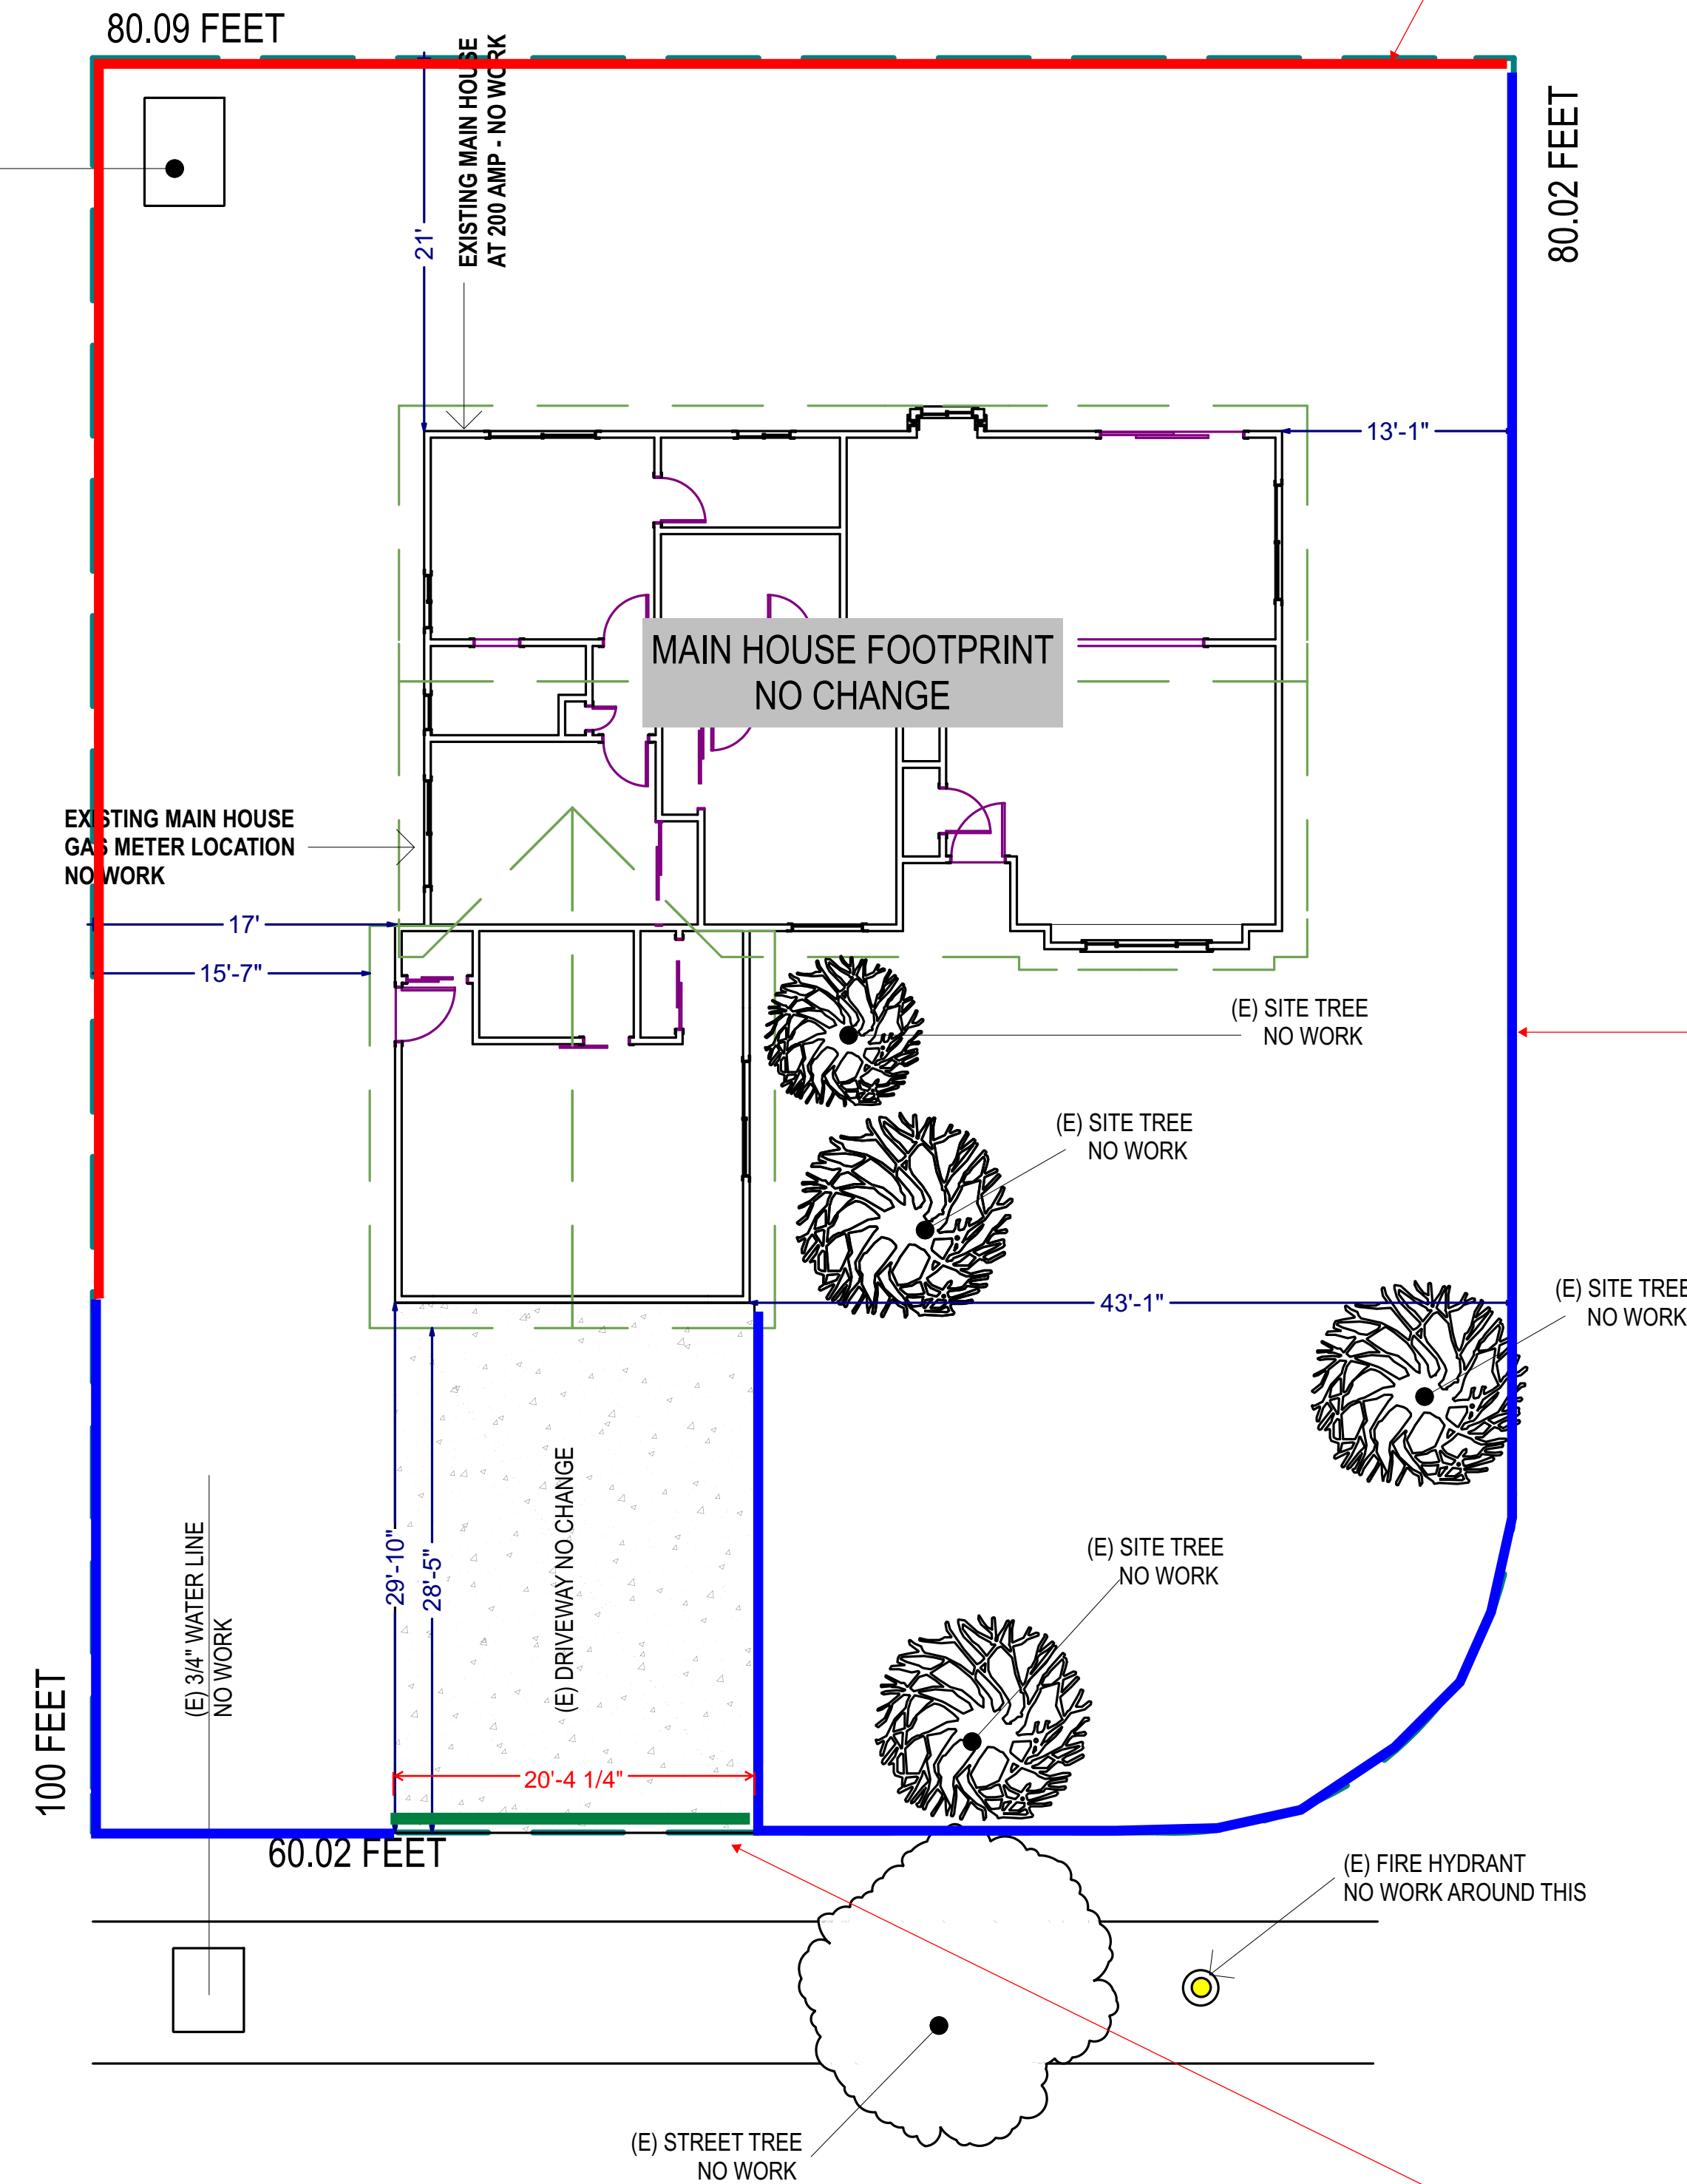 80.09 FEET
EXISTING MAIN HOUSE
AT 200 AMP - NO WORK
80.02 FEET
21'
13'-1"
MAIN HOUSE FOOTPRINT
NO CHANGE
EXISTING MAIN HOUSE
GAS METER LOCATION
NO WORK
17'
15'-7"
(E) SITE TREE
NO WORK
(E) SITE TREE
NO WORK
43'-1"
(E) SITE TREE
NO WORK
29'-10"
28'-5"
(E) DRIVEWAY NO CHANGE
(E) 3/4" WATER LINE
NO WORK
(E) SITE TREE
NO WORK
100 FEET
20'-4 1/4"
60.02 FEET
(E) FIRE HYDRANT
NO WORK AROUND THIS
(E) STREET TREE
NO WORK